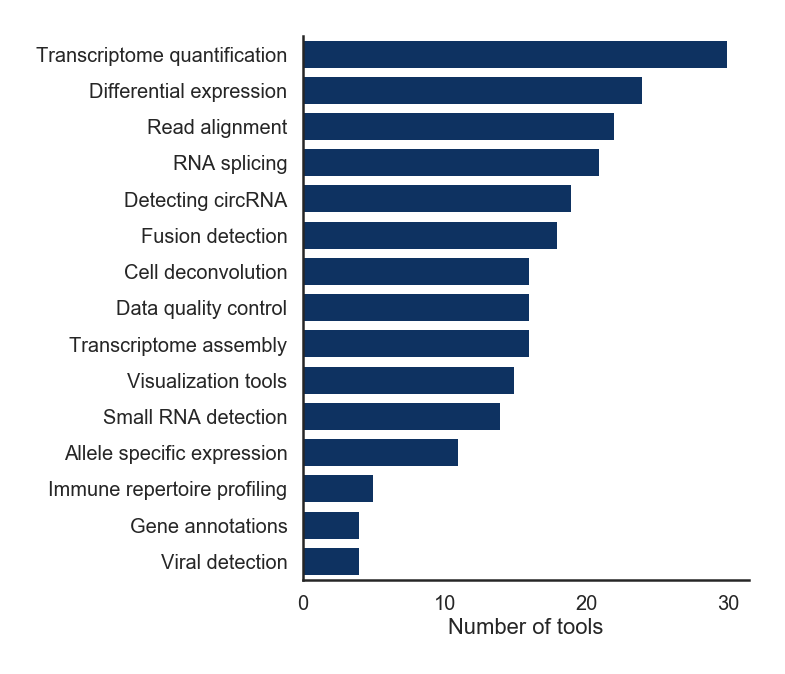 Transcriptome quantification
Differential expression
Read alignment
RNA splicing
Detecting circRNA
Fusion detection
Cell deconvolution
Data quality control
Transcriptome assembly
Visualization tools
Small RNA detection
Allele specific expression
Immune repertoire profiling
Gene annotations
Viral detection
0 10 20 30
Number of tools